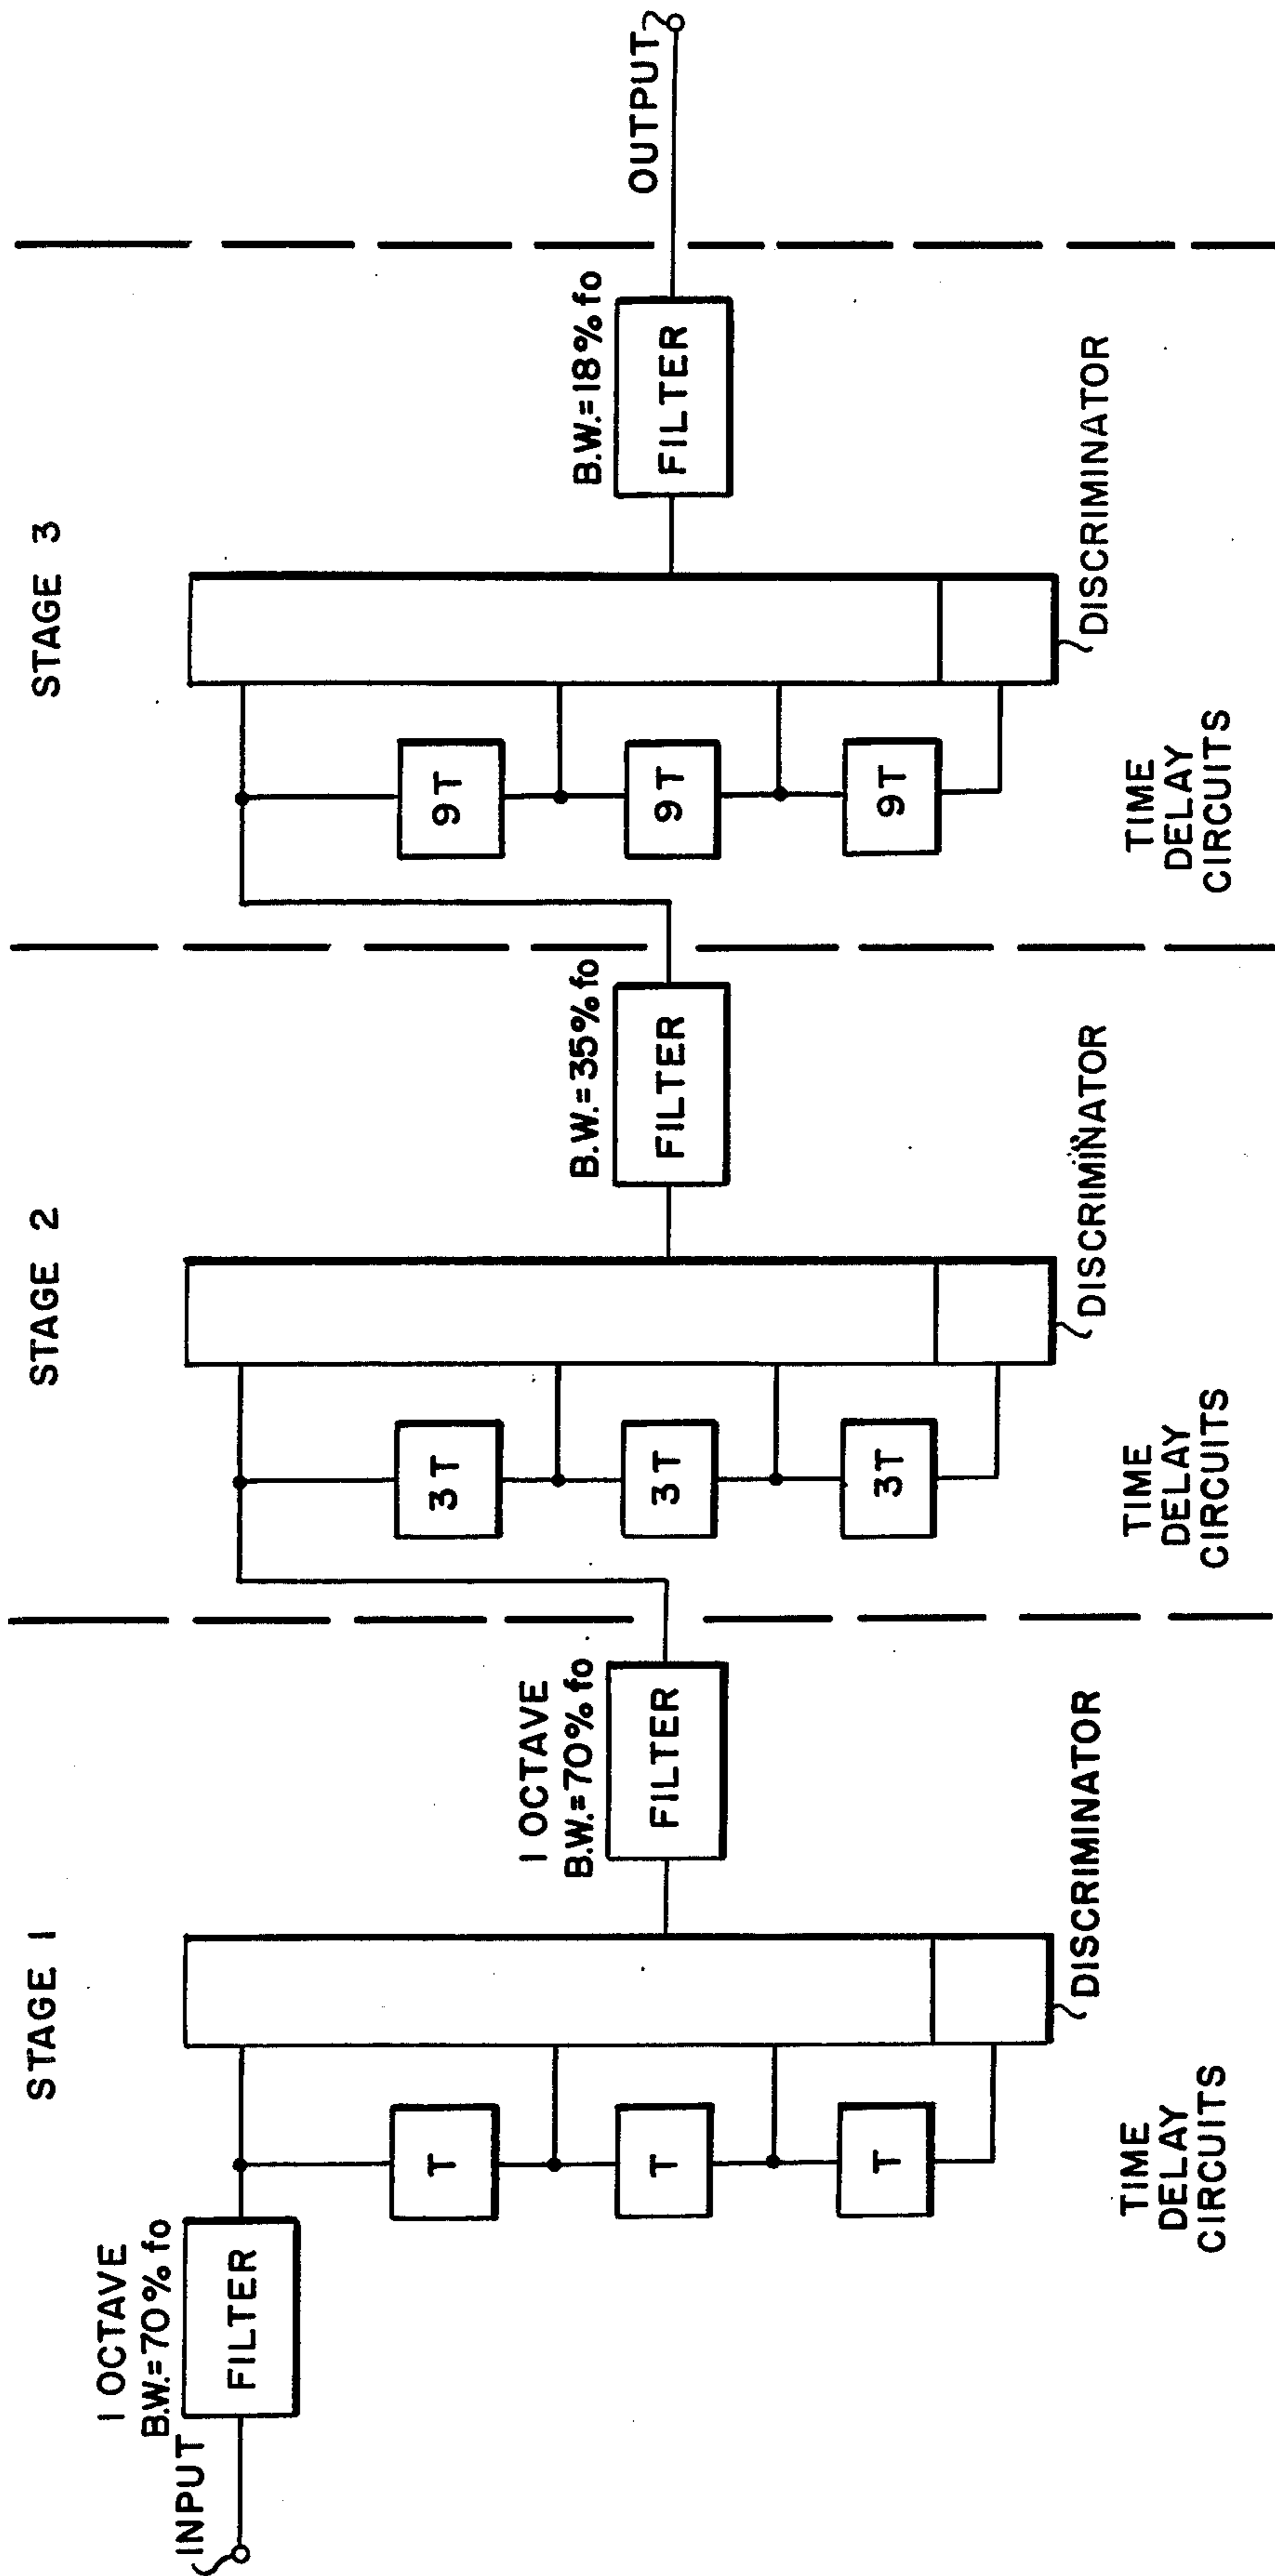 STAGE 1
STAGE 2
STAGE 3
INPUT
1 OCTAVE
B.W.=70% fo
FILTER
T
T
T
TIME
DELAY
CIRCUITS
DISCRIMINATOR
1 OCTAVE
B.W.=70% fo
FILTER
3T
3T
3T
TIME
DELAY
CIRCUITS
DISCRIMINATOR
B.W.=35% fo
FILTER
9T
9T
9T
TIME
DELAY
CIRCUITS
DISCRIMINATOR
B.W.=18% fo
FILTER
OUTPUT